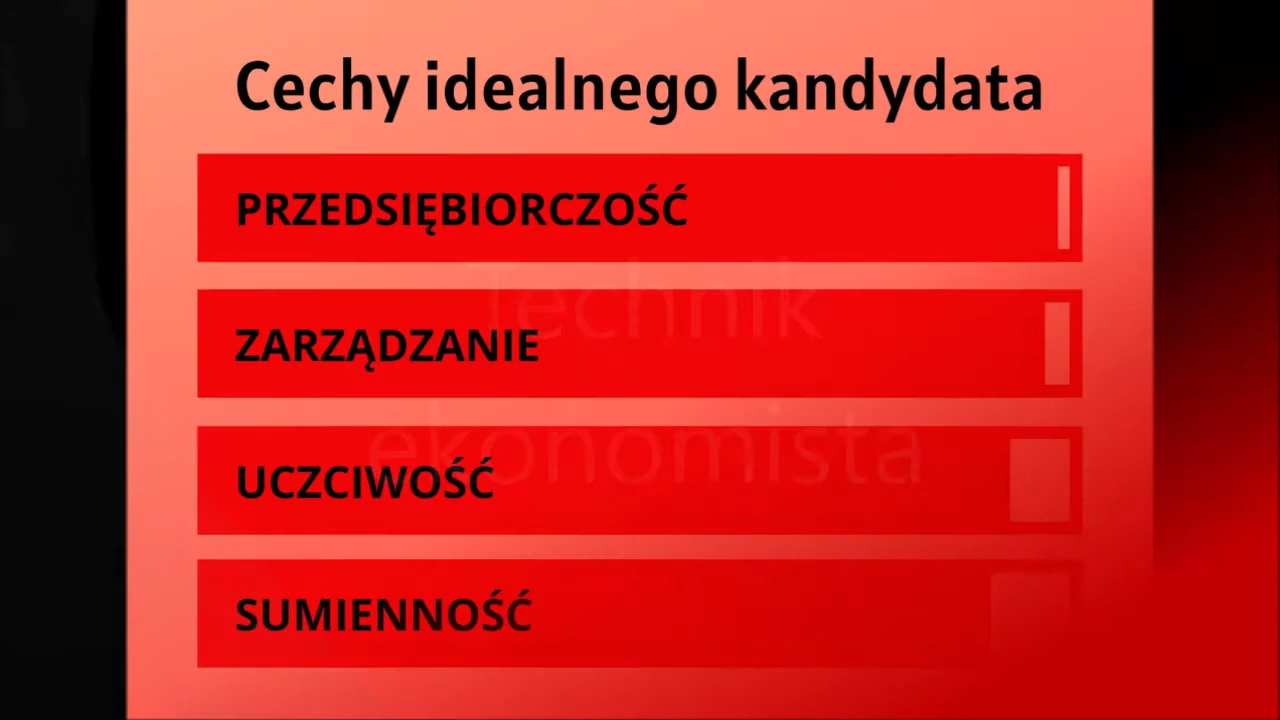 Cechy idealnego kandydata
PRZEDSIĘBIORCZOŚĆ
Technik
ZARZĄDZANIE
ekonomista
UCZCIWOŚĆ
SUMIENNOŚĆ